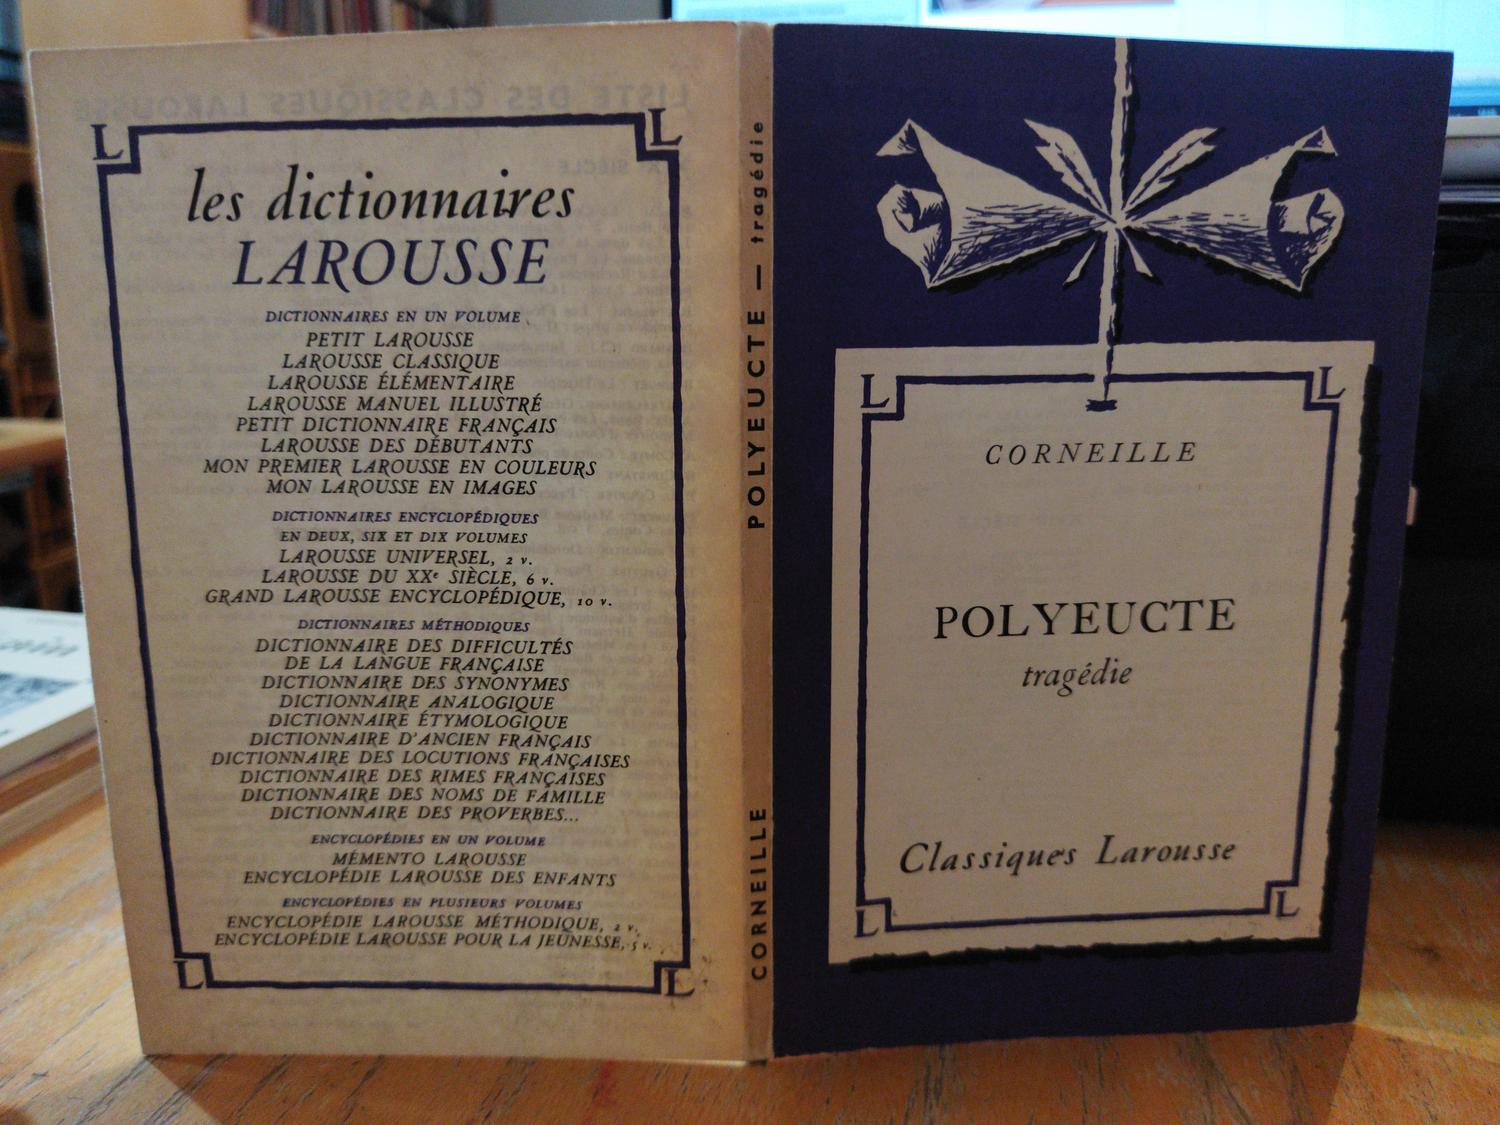 L L
les dictionnaires
LAROUSSE
DICTIONNAIRES EN UN VOLUME
PETIT LAROUSSE
LAROUSSE CLASSIQUE
LAROUSSE ÉLÉMENTAIRE
LAROUSSE MANUEL ILLUSTRÉ
PETIT DICTIONNAIRE FRANÇAIS
LAROUSSE DES DÉBUTANTS
MON PREMIER LAROUSSE EN COULEURS
MON LAROUSSE EN IMAGES
DICTIONNAIRES ENCYCLOPÉDIQUES
EN DEUX, SIX ET DIX VOLUMES
LAROUSSE UNIVERSEL, 2 v.
LAROUSSE DU XXe SIÈCLE, 6 v.
GRAND LAROUSSE ENCYCLOPÉDIQUE, 10 v.
DICTIONNAIRES MÉTHODIQUES
DICTIONNAIRE DES DIFFICULTÉS
DE LA LANGUE FRANÇAISE
DICTIONNAIRE DES SYNONYMES
DICTIONNAIRE ANALOGIQUE
DICTIONNAIRE ÉTYMOLOGIQUE
DICTIONNAIRE D'ANCIEN FRANÇAIS
DICTIONNAIRE DES LOCUTIONS FRANÇAISES
DICTIONNAIRE DES RIMES FRANÇAISES
DICTIONNAIRE DES NOMS DE FAMILLE
DICTIONNAIRE DES PROVERBES...
ENCYCLOPÉDIES EN UN VOLUME
MÉMENTO LAROUSSE
ENCYCLOPÉDIE LAROUSSE DES ENFANTS
ENCYCLOPÉDIES EN PLUSIEURS VOLUMES
ENCYCLOPÉDIE LAROUSSE MÉTHODIQUE, 2 v.
ENCYCLOPÉDIE LAROUSSE POUR LA JEUNESSE, 5 v.
L L
CORNEILLE POLYEUCTE — tragédie
L L
CORNEILLE
POLYEUCTE
tragédie
Classiques Larousse
L L